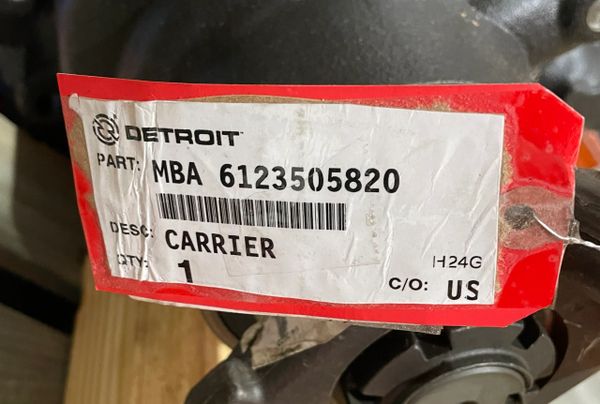 DETROIT
PART: MBA 6123505820
DESC: CARRIER
QTY: 1
H24G
C/O: US